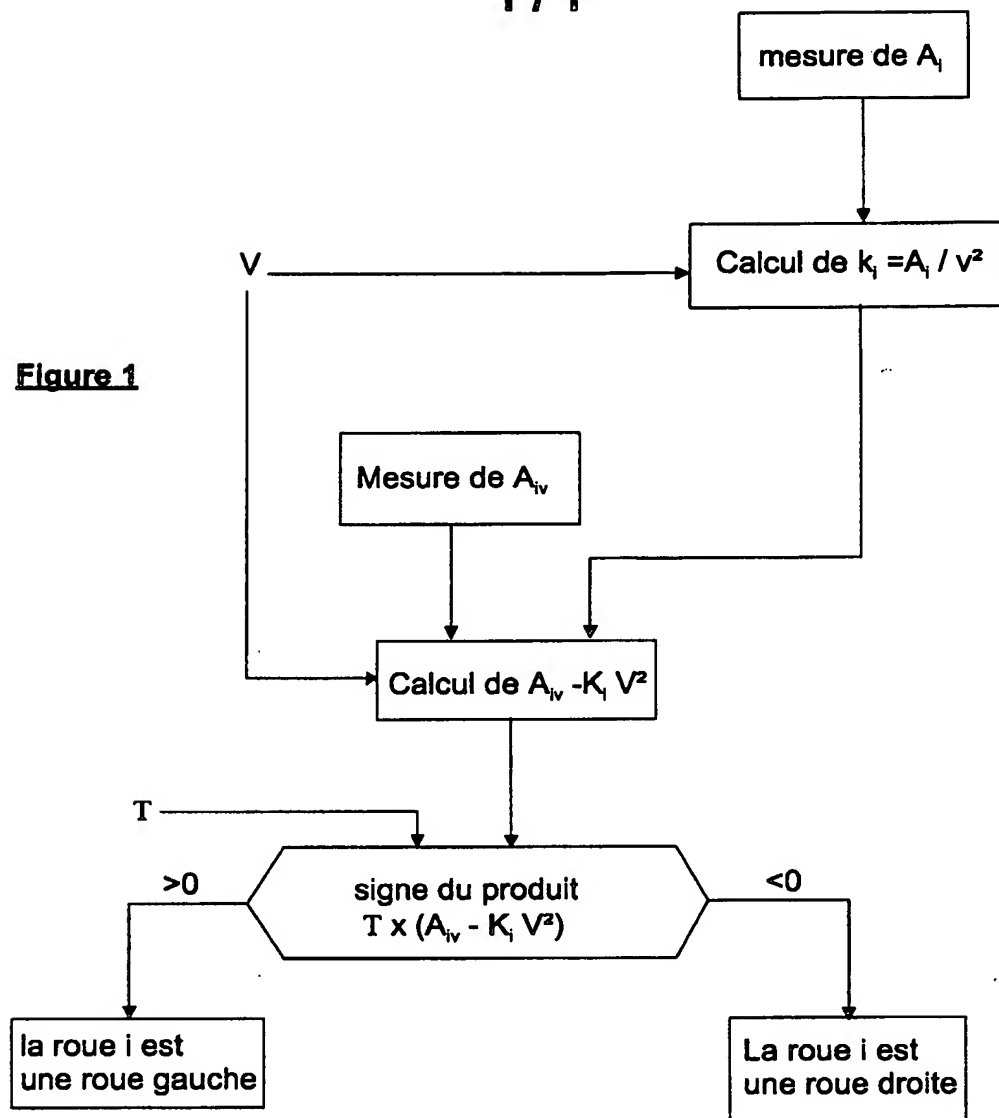 1 / 1
mesure de Aᵢ
V
Calcul de kᵢ =Aᵢ / v²
Figure 1
Mesure de Aᵢᵥ
Calcul de Aᵢᵥ -Kᵢ V²
T
>0
signe du produit
T x (Aᵢᵥ - Kᵢ V²)
<0
la roue i est
une roue gauche
La roue i est
une roue droite